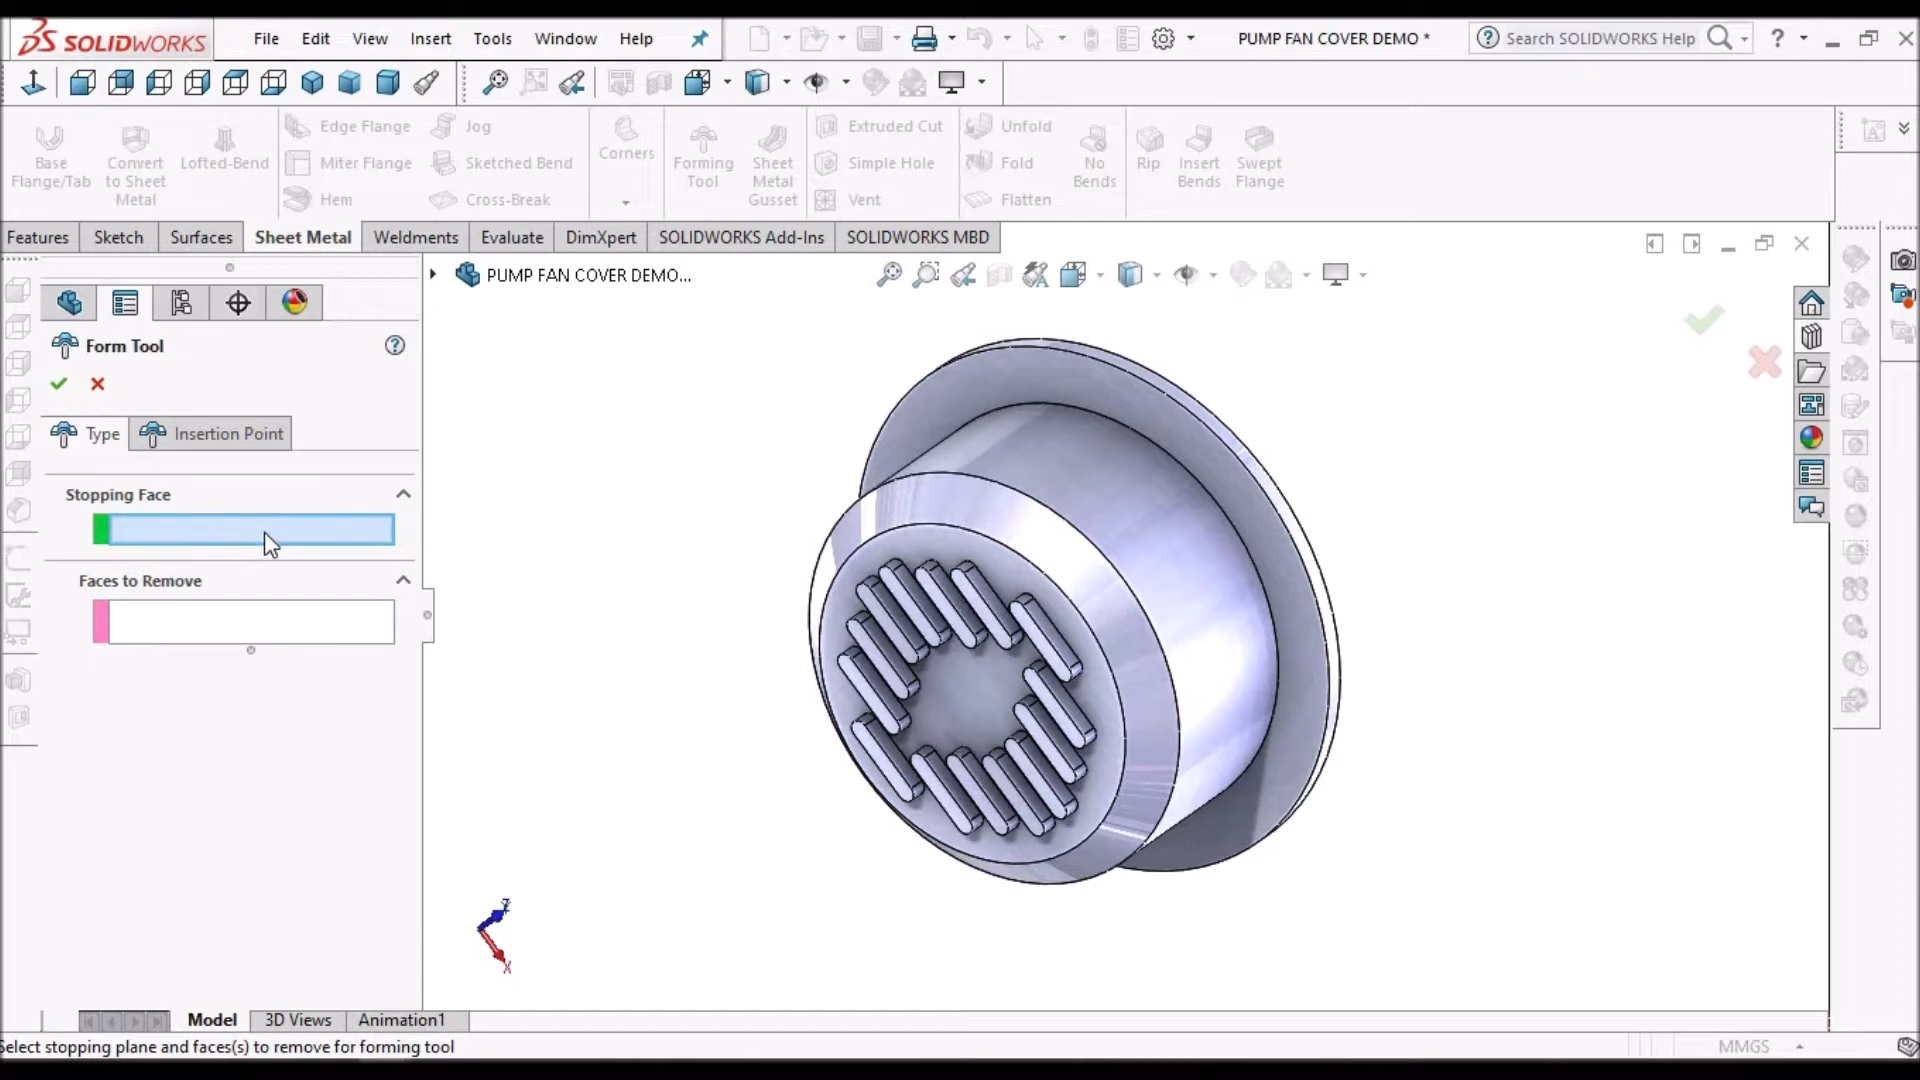 SOLIDWORKS
File Edit View Insert Tools Window Help
PUMP FAN COVER DEMO *
Search SOLIDWORKS Help
?
Base Flange/Tab
Convert to Sheet Metal
Lofted-Bend
Edge Flange
Miter Flange
Hem
Jog
Sketched Bend
Cross-Break
Corners
Forming Tool
Sheet Metal Gusset
Extruded Cut
Simple Hole
Vent
Unfold
Fold
Flatten
No Bends
Rip
Insert Bends
Swept Flange
Features Sketch Surfaces Sheet Metal Weldments Evaluate DimXpert SOLIDWORKS Add-Ins SOLIDWORKS MBD
PUMP FAN COVER DEMO...
Form Tool
Type Insertion Point
Stopping Face
Faces to Remove
Z
X
Model 3D Views Animation1
Select stopping plane and faces(s) to remove for forming tool
MMGS